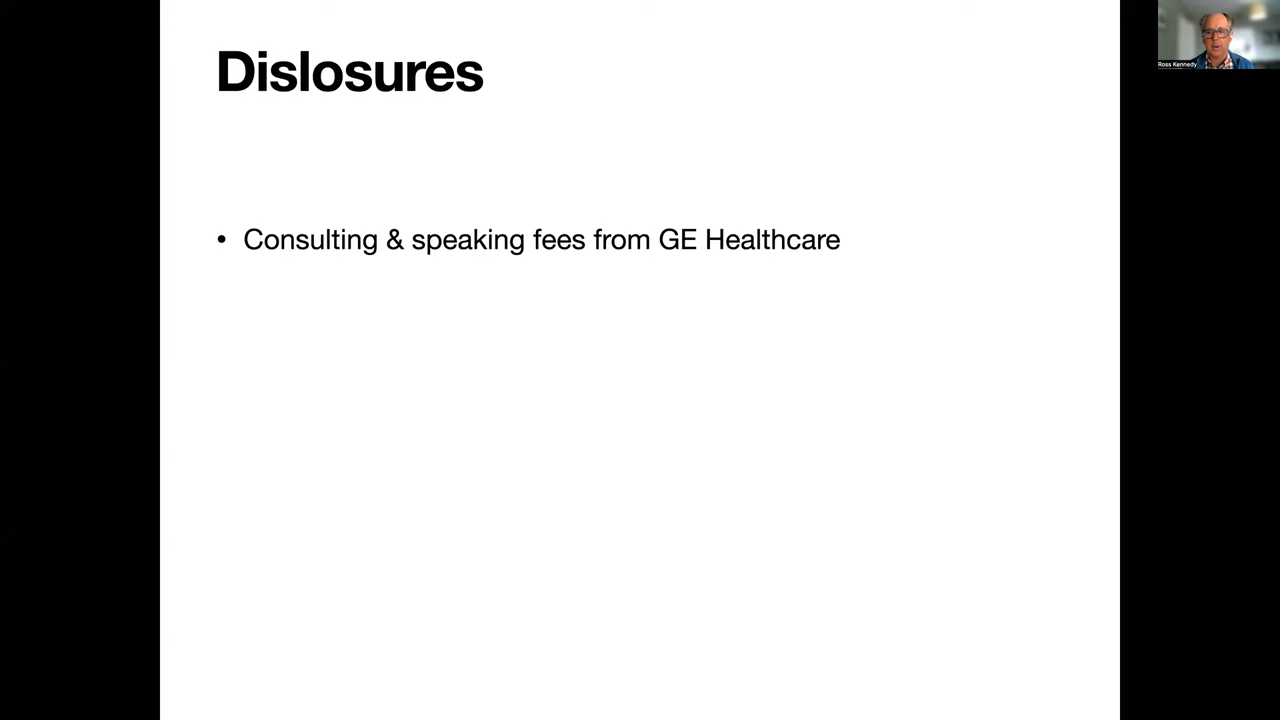 Dislosures
• Consulting & speaking fees from GE Healthcare
Ross Kennedy